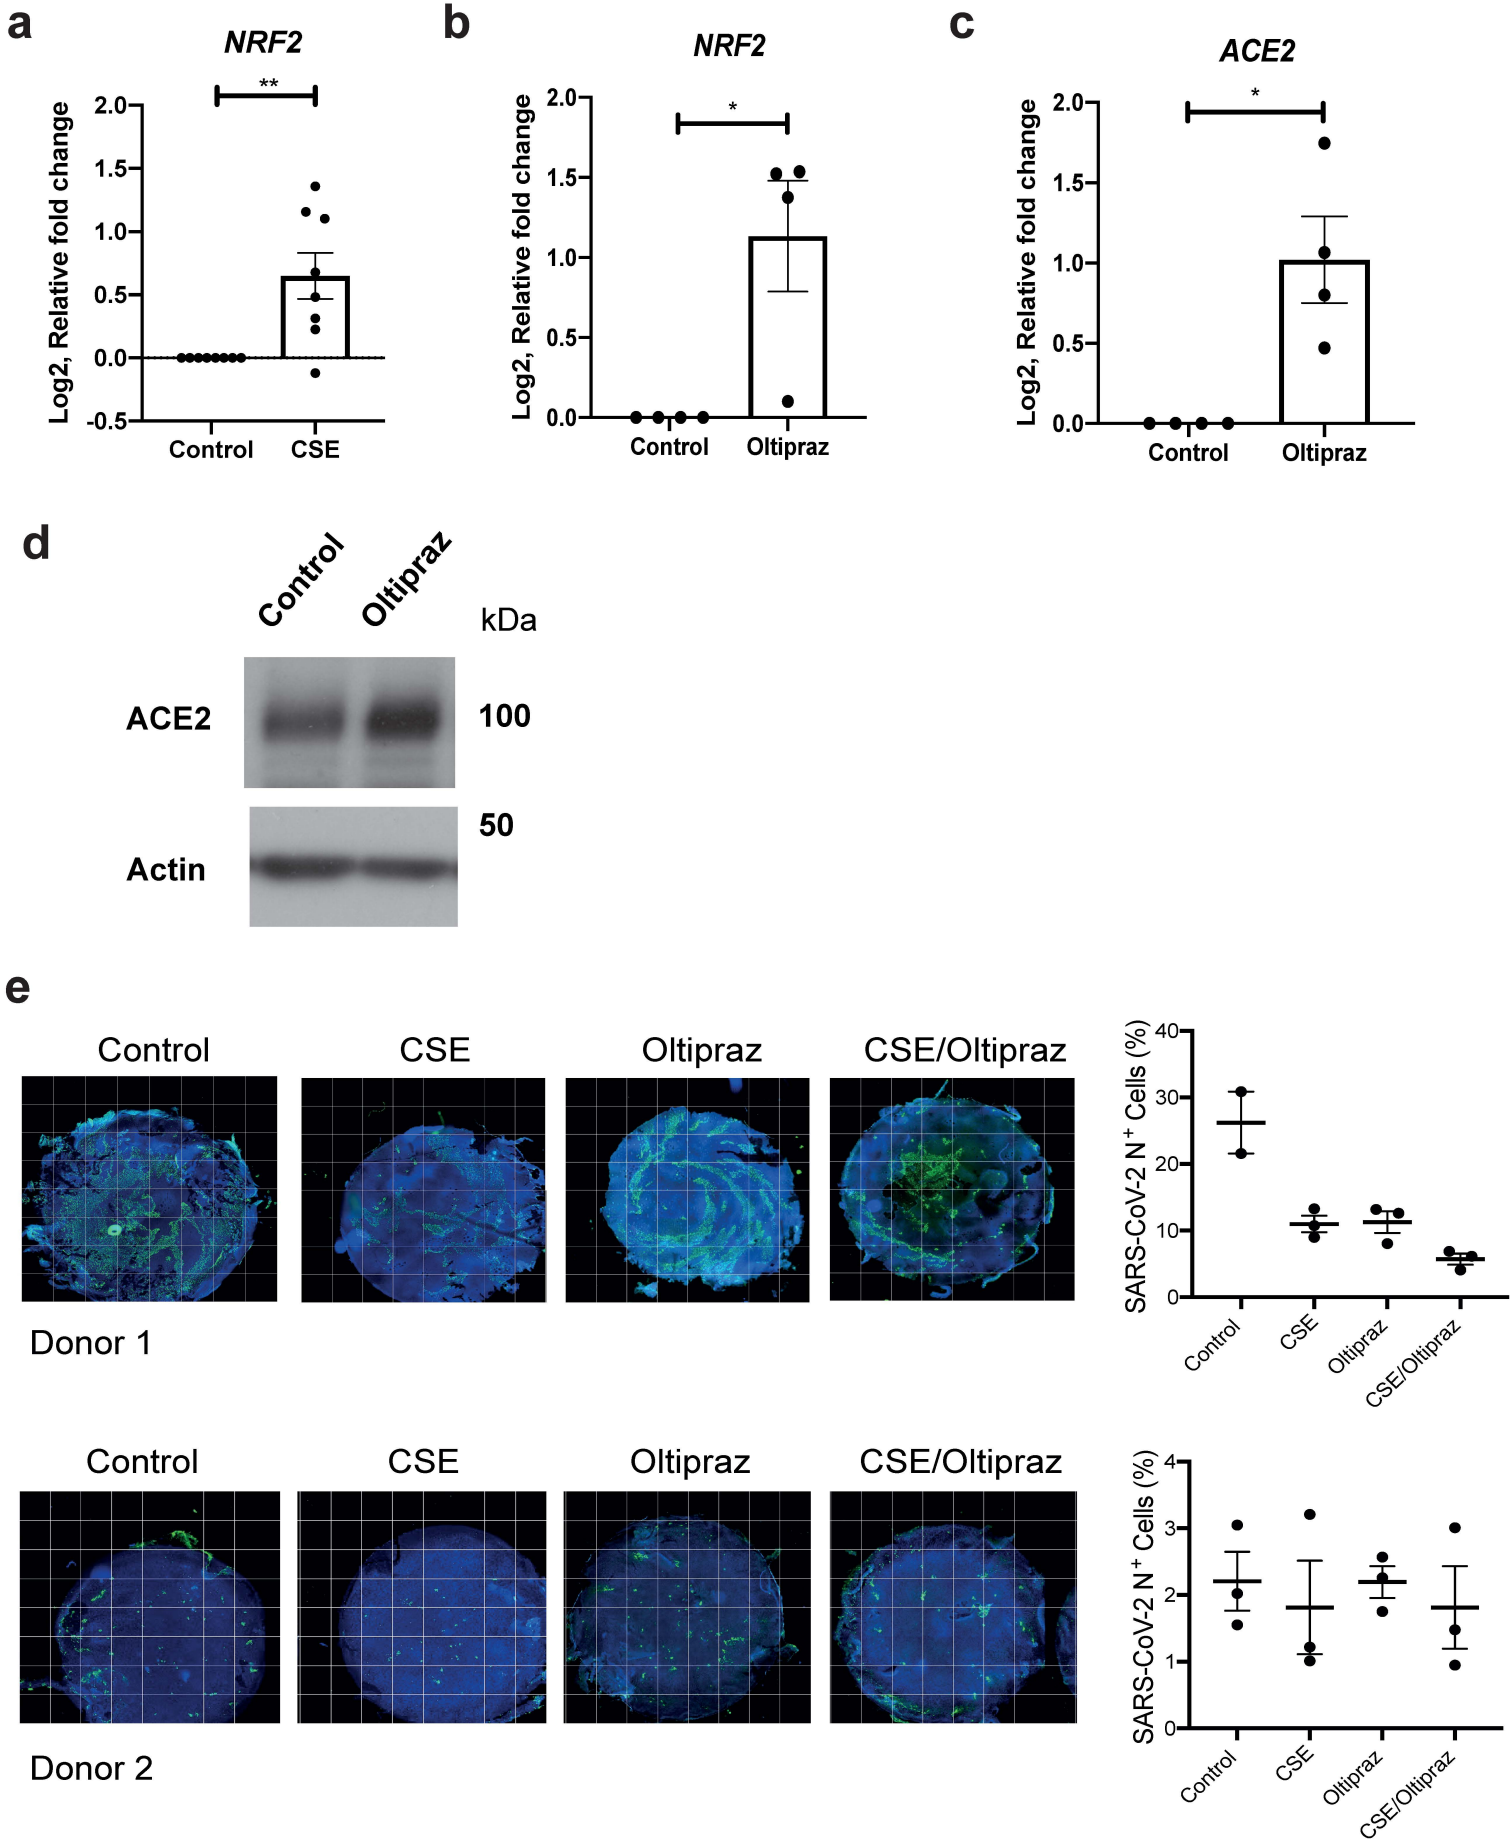 a
NRF2
**
Log2, Relative fold change
2.0
1.5
1.0
0.5
0.0
-0.5
Control
CSE
b
NRF2
*
Log2, Relative fold change
2.0
1.5
1.0
0.5
0.0
Control
Oltipraz
c
ACE2
*
Log2, Relative fold change
2.0
1.5
1.0
0.5
0.0
Control
Oltipraz
d
Control
Oltipraz
kDa
ACE2
100
50
Actin
e
Control
CSE
Oltipraz
CSE/Oltipraz
Donor 1
SARS-CoV-2 N+ Cells (%)
40
30
20
10
0
Control
CSE
Oltipraz
CSE/Oltipraz
Control
CSE
Oltipraz
CSE/Oltipraz
Donor 2
SARS-CoV-2 N+ Cells (%)
4
3
2
1
0
Control
CSE
Oltipraz
CSE/Oltipraz